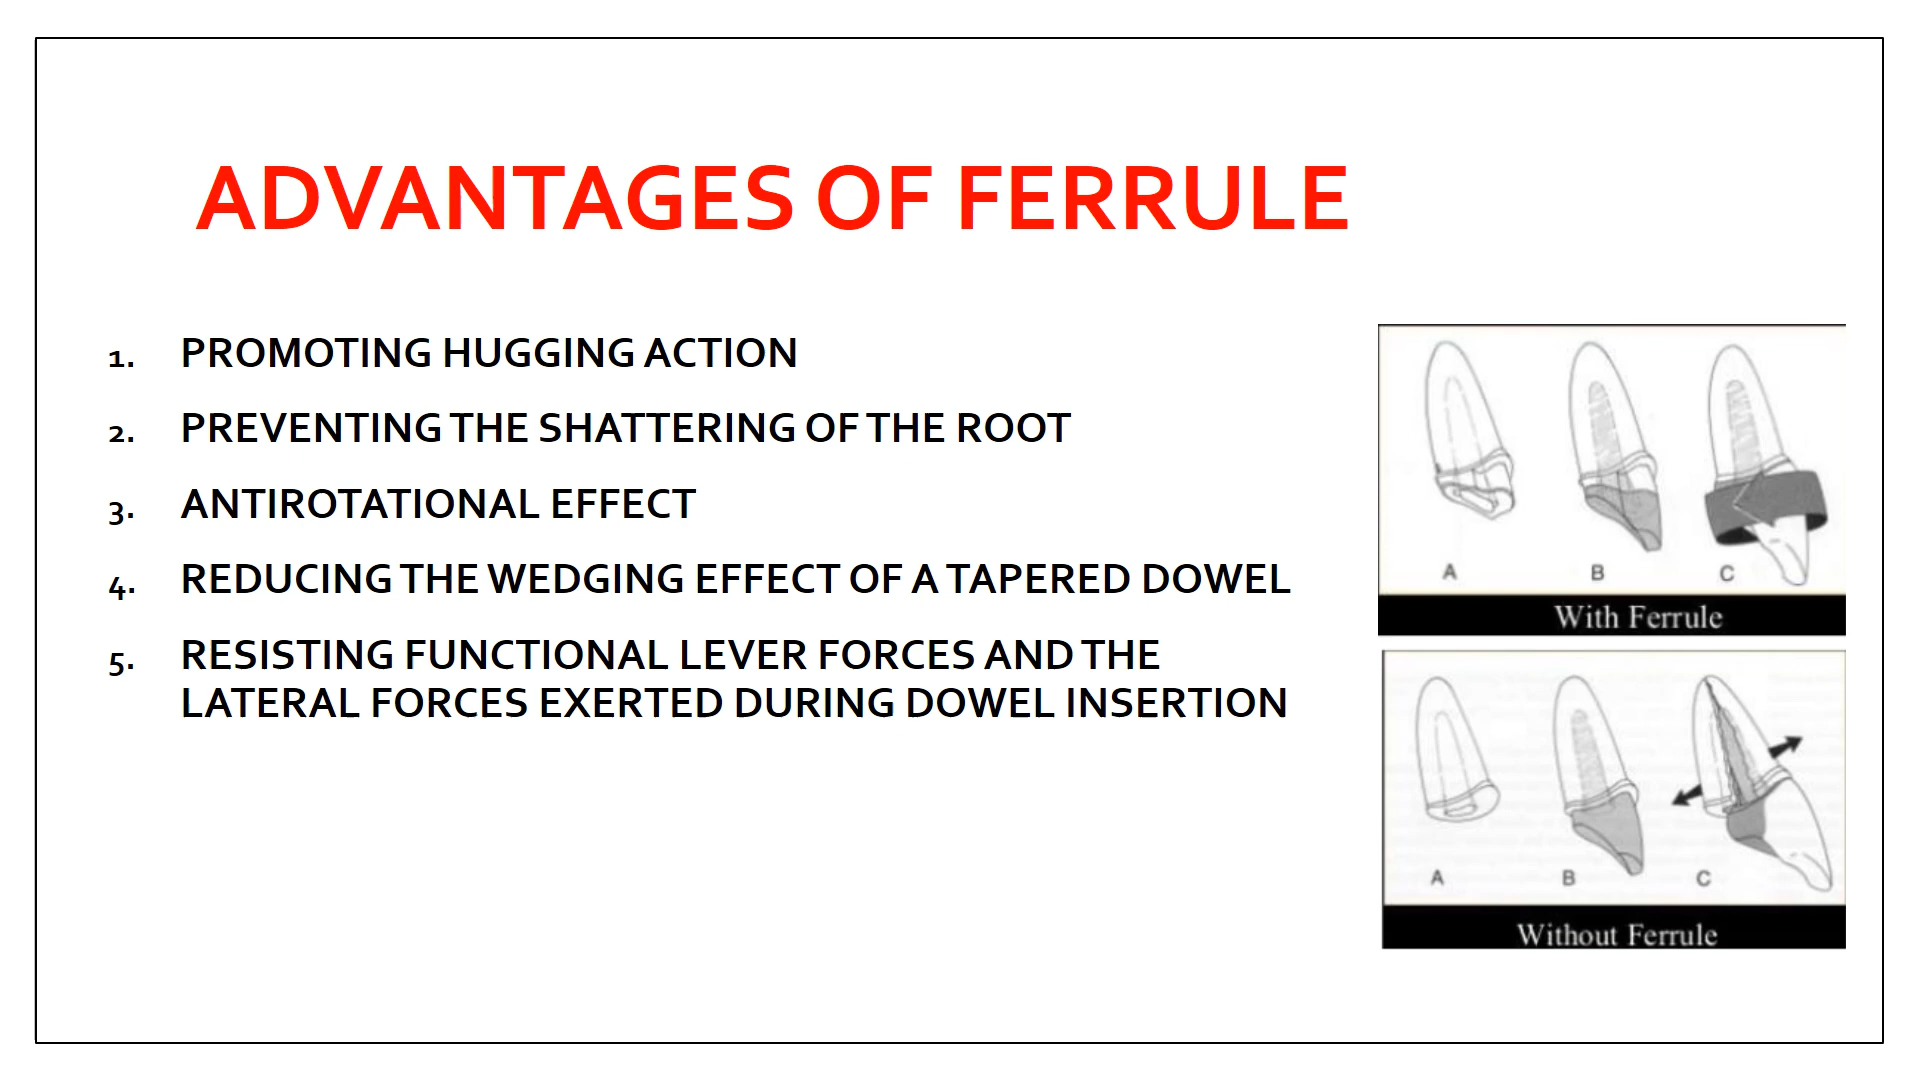 ADVANTAGES OF FERRULE
1. PROMOTING HUGGING ACTION
2. PREVENTING THE SHATTERING OF THE ROOT
3. ANTIROTATIONAL EFFECT
4. REDUCING THE WEDGING EFFECT OF A TAPERED DOWEL
5. RESISTING FUNCTIONAL LEVER FORCES AND THE
LATERAL FORCES EXERTED DURING DOWEL INSERTION
A B C
With Ferrule
A B C
Without Ferrule